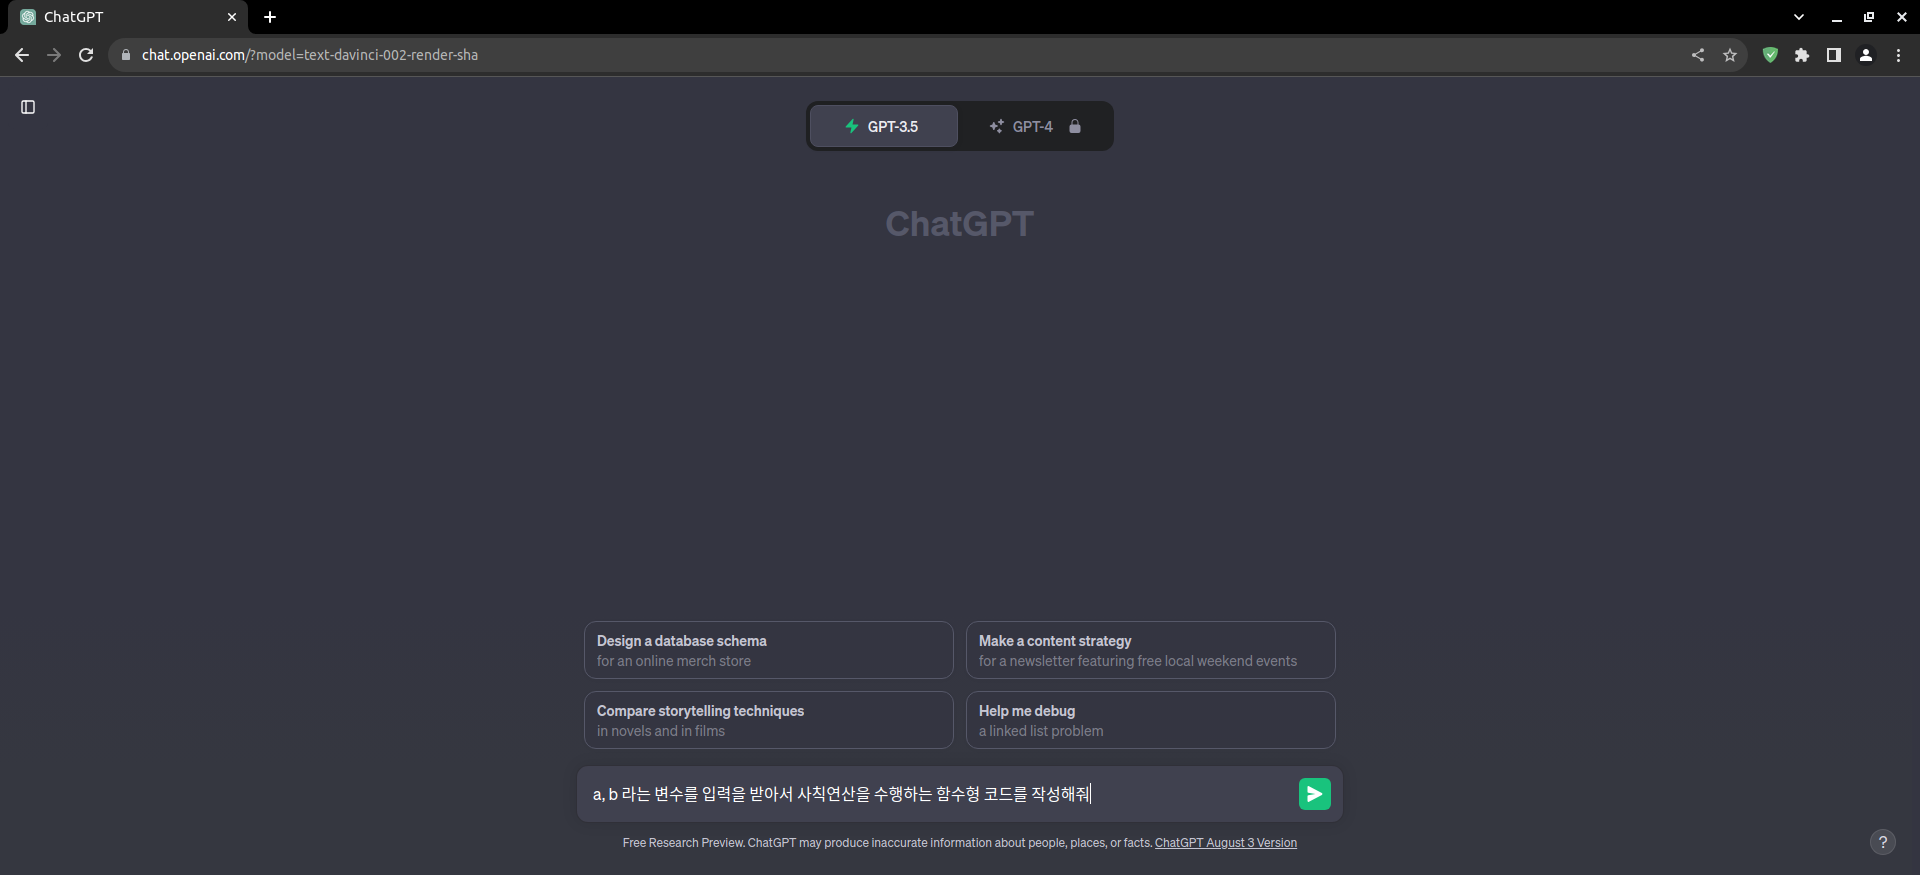 ChatGPT
chat.openai.com/?model=text-davinci-002-render-sha
GPT-3.5
GPT-4
ChatGPT
Design a database schema
for an online merch store
Make a content strategy
for a newsletter featuring free local weekend events
Compare storytelling techniques
in novels and in films
Help me debug
a linked list problem
a, b 라는 변수를 입력을 받아서 사칙연산을 수행하는 함수형 코드를 작성해줘
Free Research Preview. ChatGPT may produce inaccurate information about people, places, or facts. ChatGPT August 3 Version
?